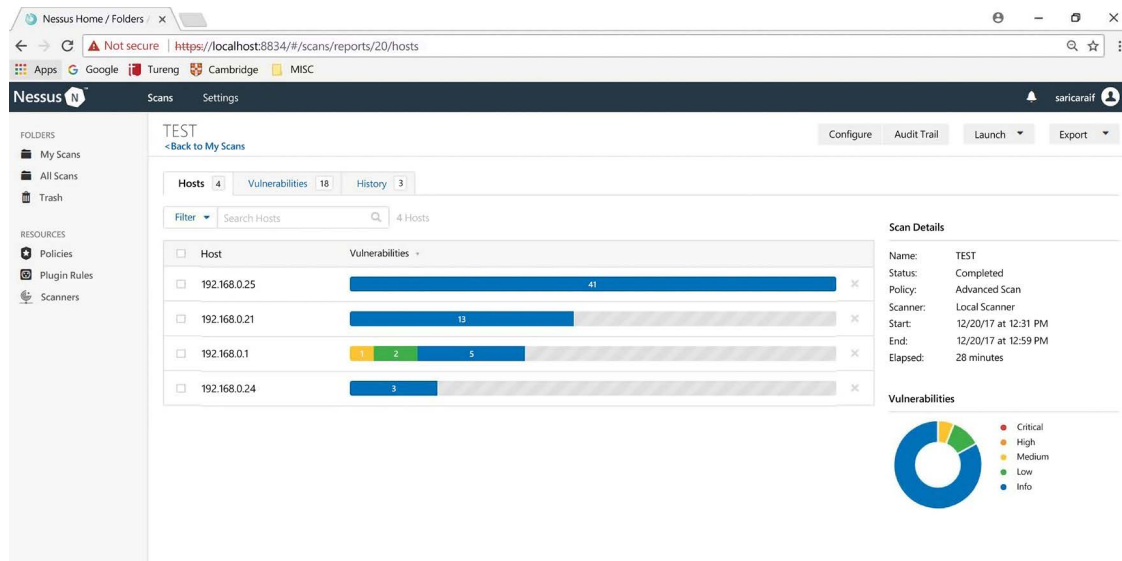 Nessus Home / Folders /
Not secure https://localhost:8834/#/scans/reports/20/hosts
Apps Google Tureng Cambridge MISC
Nessus N Scans Settings saricaraif
FOLDERS
My Scans
All Scans
Trash
RESOURCES
Policies
Plugin Rules
Scanners
TEST
<Back to My Scans
Configure Audit Trail Launch Export
Hosts 4 Vulnerabilities 18 History 3
Filter Search Hosts 4 Hosts
Host Vulnerabilities
192.168.0.25 41
192.168.0.21 13
192.168.0.1 1 2 5
192.168.0.24 3
Scan Details
Name: TEST
Status: Completed
Policy: Advanced Scan
Scanner: Local Scanner
Start: 12/20/17 at 12:31 PM
End: 12/20/17 at 12:59 PM
Elapsed: 28 minutes
Vulnerabilities
Critical
High
Medium
Low
Info